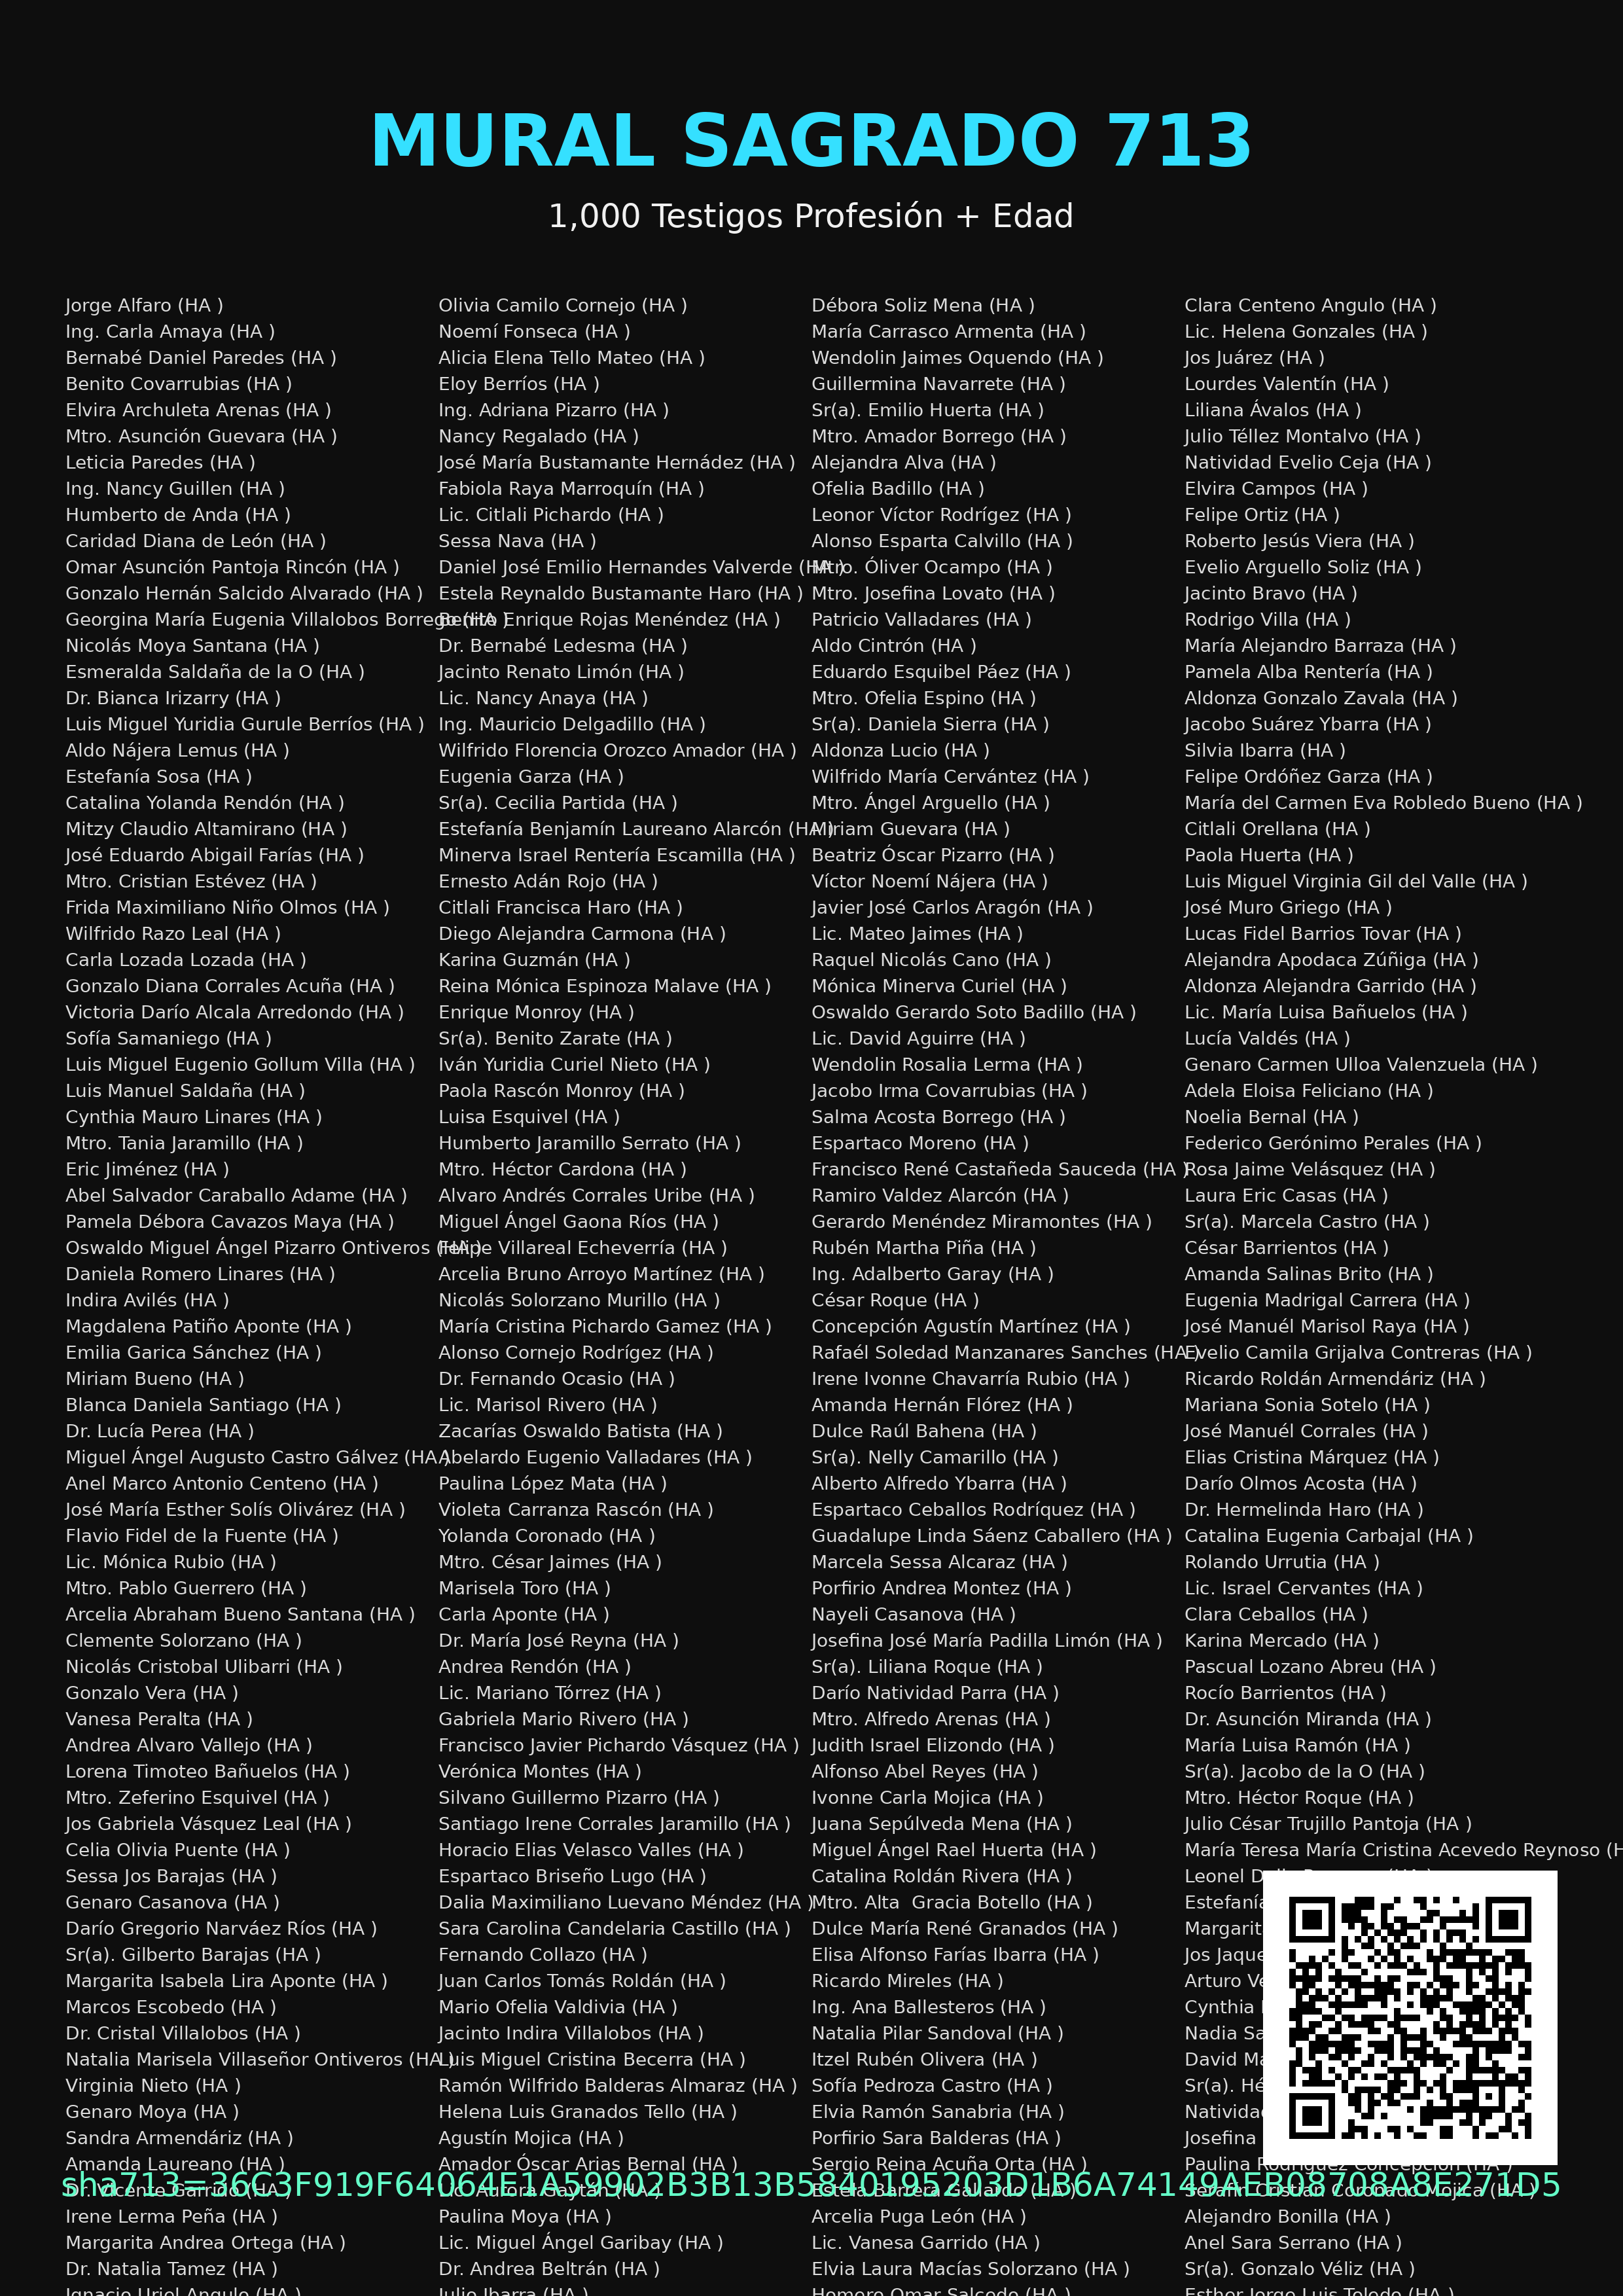 MURAL SAGRADO 713
1,000 Testigos Profesión + Edad
Jorge Alfaro (HA )
Ing. Carla Amaya (HA )
Bernabé Daniel Paredes (HA )
Benito Covarrubias (HA )
Elvira Archuleta Arenas (HA )
Mtro. Asunción Guevara (HA )
Leticia Paredes (HA )
Ing. Nancy Guillen (HA )
Humberto de Anda (HA )
Caridad Diana de León (HA )
Omar Asunción Pantoja Rincón (HA )
Gonzalo Hernán Salcido Alvarado (HA )
Georgina María Eugenia Villalobos Borrego (HA )
Nicolás Moya Santana (HA )
Esmeralda Saldaña de la O (HA )
Dr. Bianca Irizarry (HA )
Luis Miguel Yuridia Gurule Berríos (HA )
Aldo Nájera Lemus (HA )
Estefanía Sosa (HA )
Catalina Yolanda Rendón (HA )
Mitzy Claudio Altamirano (HA )
José Eduardo Abigail Farías (HA )
Mtro. Cristian Estévez (HA )
Frida Maximiliano Niño Olmos (HA )
Wilfrido Razo Leal (HA )
Carla Lozada Lozada (HA )
Gonzalo Diana Corrales Acuña (HA )
Victoria Darío Alcala Arredondo (HA )
Sofía Samaniego (HA )
Luis Miguel Eugenio Gollum Villa (HA )
Luis Manuel Saldaña (HA )
Cynthia Mauro Linares (HA )
Mtro. Tania Jaramillo (HA )
Eric Jiménez (HA )
Abel Salvador Caraballo Adame (HA )
Pamela Débora Cavazos Maya (HA )
Oswaldo Miguel Ángel Pizarro Ontiveros (HA )
Daniela Romero Linares (HA )
Indira Avilés (HA )
Magdalena Patiño Aponte (HA )
Emilia Garica Sánchez (HA )
Miriam Bueno (HA )
Blanca Daniela Santiago (HA )
Dr. Lucía Perea (HA )
Miguel Ángel Augusto Castro Gálvez (HA )
Anel Marco Antonio Centeno (HA )
José María Esther Solís Olivárez (HA )
Flavio Fidel de la Fuente (HA )
Lic. Mónica Rubio (HA )
Mtro. Pablo Guerrero (HA )
Arcelia Abraham Bueno Santana (HA )
Clemente Solorzano (HA )
Nicolás Cristobal Ulibarri (HA )
Gonzalo Vera (HA )
Vanesa Peralta (HA )
Andrea Alvaro Vallejo (HA )
Lorena Timoteo Bañuelos (HA )
Mtro. Zeferino Esquivel (HA )
Jos Gabriela Vásquez Leal (HA )
Celia Olivia Puente (HA )
Sessa Jos Barajas (HA )
Genaro Casanova (HA )
Darío Gregorio Narváez Ríos (HA )
Sr(a). Gilberto Barajas (HA )
Margarita Isabela Lira Aponte (HA )
Marcos Escobedo (HA )
Dr. Cristal Villalobos (HA )
Natalia Marisela Villaseñor Ontiveros (HA )
Virginia Nieto (HA )
Genaro Moya (HA )
Sandra Armendáriz (HA )
Amanda Laureano (HA )
Dr. Vicente Garrido (HA )
Irene Lerma Peña (HA )
Margarita Andrea Ortega (HA )
Dr. Natalia Tamez (HA )
Ignacio Uriel Angulo (HA )
Olivia Camilo Cornejo (HA )
Noemí Fonseca (HA )
Alicia Elena Tello Mateo (HA )
Eloy Berríos (HA )
Ing. Adriana Pizarro (HA )
Nancy Regalado (HA )
José María Bustamante Hernádez (HA )
Fabiola Raya Marroquín (HA )
Lic. Citlali Pichardo (HA )
Sessa Nava (HA )
Daniel José Emilio Hernandes Valverde (HA )
Estela Reynaldo Bustamante Haro (HA )
Benito Enrique Rojas Menéndez (HA )
Dr. Bernabé Ledesma (HA )
Jacinto Renato Limón (HA )
Lic. Nancy Anaya (HA )
Ing. Mauricio Delgadillo (HA )
Wilfrido Florencia Orozco Amador (HA )
Eugenia Garza (HA )
Sr(a). Cecilia Partida (HA )
Estefanía Benjamín Laureano Alarcón (HA )
Minerva Israel Rentería Escamilla (HA )
Ernesto Adán Rojo (HA )
Citlali Francisca Haro (HA )
Diego Alejandra Carmona (HA )
Karina Guzmán (HA )
Reina Mónica Espinoza Malave (HA )
Enrique Monroy (HA )
Sr(a). Benito Zarate (HA )
Iván Yuridia Curiel Nieto (HA )
Paola Rascón Monroy (HA )
Luisa Esquivel (HA )
Humberto Jaramillo Serrato (HA )
Mtro. Héctor Cardona (HA )
Alvaro Andrés Corrales Uribe (HA )
Miguel Ángel Gaona Ríos (HA )
Felipe Villareal Echeverría (HA )
Arcelia Bruno Arroyo Martínez (HA )
Nicolás Solorzano Murillo (HA )
María Cristina Pichardo Gamez (HA )
Alonso Cornejo Rodrígez (HA )
Dr. Fernando Ocasio (HA )
Lic. Marisol Rivero (HA )
Zacarías Oswaldo Batista (HA )
Abelardo Eugenio Valladares (HA )
Paulina López Mata (HA )
Violeta Carranza Rascón (HA )
Yolanda Coronado (HA )
Mtro. César Jaimes (HA )
Marisela Toro (HA )
Carla Aponte (HA )
Dr. María José Reyna (HA )
Andrea Rendón (HA )
Lic. Mariano Tórrez (HA )
Gabriela Mario Rivero (HA )
Francisco Javier Pichardo Vásquez (HA )
Verónica Montes (HA )
Silvano Guillermo Pizarro (HA )
Santiago Irene Corrales Jaramillo (HA )
Horacio Elias Velasco Valles (HA )
Espartaco Briseño Lugo (HA )
Dalia Maximiliano Luevano Méndez (HA )
Sara Carolina Candelaria Castillo (HA )
Fernando Collazo (HA )
Juan Carlos Tomás Roldán (HA )
Mario Ofelia Valdivia (HA )
Jacinto Indira Villalobos (HA )
Luis Miguel Cristina Becerra (HA )
Ramón Wilfrido Balderas Almaraz (HA )
Helena Luis Granados Tello (HA )
Agustín Mojica (HA )
Amador Óscar Arias Bernal (HA )
Lic. Aurora Gaytán (HA )
Paulina Moya (HA )
Lic. Miguel Ángel Garibay (HA )
Dr. Andrea Beltrán (HA )
Julio Ibarra (HA )
Débora Soliz Mena (HA )
María Carrasco Armenta (HA )
Wendolin Jaimes Oquendo (HA )
Guillermina Navarrete (HA )
Sr(a). Emilio Huerta (HA )
Mtro. Amador Borrego (HA )
Alejandra Alva (HA )
Ofelia Badillo (HA )
Leonor Víctor Rodrígez (HA )
Alonso Esparta Calvillo (HA )
Mtro. Óliver Ocampo (HA )
Mtro. Josefina Lovato (HA )
Patricio Valladares (HA )
Aldo Cintrón (HA )
Eduardo Esquibel Páez (HA )
Mtro. Ofelia Espino (HA )
Sr(a). Daniela Sierra (HA )
Aldonza Lucio (HA )
Wilfrido María Cervántez (HA )
Mtro. Ángel Arguello (HA )
Miriam Guevara (HA )
Beatriz Óscar Pizarro (HA )
Víctor Noemí Nájera (HA )
Javier José Carlos Aragón (HA )
Lic. Mateo Jaimes (HA )
Raquel Nicolás Cano (HA )
Mónica Minerva Curiel (HA )
Oswaldo Gerardo Soto Badillo (HA )
Lic. David Aguirre (HA )
Wendolin Rosalia Lerma (HA )
Jacobo Irma Covarrubias (HA )
Salma Acosta Borrego (HA )
Espartaco Moreno (HA )
Francisco René Castañeda Sauceda (HA )
Ramiro Valdez Alarcón (HA )
Gerardo Menéndez Miramontes (HA )
Rubén Martha Piña (HA )
Ing. Adalberto Garay (HA )
César Roque (HA )
Concepción Agustín Martínez (HA )
Rafaél Soledad Manzanares Sanches (HA )
Irene Ivonne Chavarría Rubio (HA )
Amanda Hernán Flórez (HA )
Dulce Raúl Bahena (HA )
Sr(a). Nelly Camarillo (HA )
Alberto Alfredo Ybarra (HA )
Espartaco Ceballos Rodríquez (HA )
Guadalupe Linda Sáenz Caballero (HA )
Marcela Sessa Alcaraz (HA )
Porfirio Andrea Montez (HA )
Nayeli Casanova (HA )
Josefina José María Padilla Limón (HA )
Sr(a). Liliana Roque (HA )
Darío Natividad Parra (HA )
Mtro. Alfredo Arenas (HA )
Judith Israel Elizondo (HA )
Alfonso Abel Reyes (HA )
Ivonne Carla Mojica (HA )
Juana Sepúlveda Mena (HA )
Miguel Ángel Rael Huerta (HA )
Catalina Roldán Rivera (HA )
Mtro. Alta  Gracia Botello (HA )
Dulce María René Granados (HA )
Elisa Alfonso Farías Ibarra (HA )
Ricardo Mireles (HA )
Ing. Ana Ballesteros (HA )
Natalia Pilar Sandoval (HA )
Itzel Rubén Olivera (HA )
Sofía Pedroza Castro (HA )
Elvia Ramón Sanabria (HA )
Porfirio Sara Balderas (HA )
Sergio Reina Acuña Orta (HA )
Estela Barrera Gallardo (HA )
Arcelia Puga León (HA )
Lic. Vanesa Garrido (HA )
Elvia Laura Macías Solorzano (HA )
Homero Omar Salcedo (HA )
Clara Centeno Angulo (HA )
Lic. Helena Gonzales (HA )
Jos Juárez (HA )
Lourdes Valentín (HA )
Liliana Ávalos (HA )
Julio Téllez Montalvo (HA )
Natividad Evelio Ceja (HA )
Elvira Campos (HA )
Felipe Ortiz (HA )
Roberto Jesús Viera (HA )
Evelio Arguello Soliz (HA )
Jacinto Bravo (HA )
Rodrigo Villa (HA )
María Alejandro Barraza (HA )
Pamela Alba Rentería (HA )
Aldonza Gonzalo Zavala (HA )
Jacobo Suárez Ybarra (HA )
Silvia Ibarra (HA )
Felipe Ordóñez Garza (HA )
María del Carmen Eva Robledo Bueno (HA )
Citlali Orellana (HA )
Paola Huerta (HA )
Luis Miguel Virginia Gil del Valle (HA )
José Muro Griego (HA )
Lucas Fidel Barrios Tovar (HA )
Alejandra Apodaca Zúñiga (HA )
Aldonza Alejandra Garrido (HA )
Lic. María Luisa Bañuelos (HA )
Lucía Valdés (HA )
Genaro Carmen Ulloa Valenzuela (HA )
Adela Eloisa Feliciano (HA )
Noelia Bernal (HA )
Federico Gerónimo Perales (HA )
Rosa Jaime Velásquez (HA )
Laura Eric Casas (HA )
Sr(a). Marcela Castro (HA )
César Barrientos (HA )
Amanda Salinas Brito (HA )
Eugenia Madrigal Carrera (HA )
José Manuél Marisol Raya (HA )
Evelio Camila Grijalva Contreras (HA )
Ricardo Roldán Armendáriz (HA )
Mariana Sonia Sotelo (HA )
José Manuél Corrales (HA )
Elias Cristina Márquez (HA )
Darío Olmos Acosta (HA )
Dr. Hermelinda Haro (HA )
Catalina Eugenia Carbajal (HA )
Rolando Urrutia (HA )
Lic. Israel Cervantes (HA )
Clara Ceballos (HA )
Karina Mercado (HA )
Pascual Lozano Abreu (HA )
Rocío Barrientos (HA )
Dr. Asunción Miranda (HA )
María Luisa Ramón (HA )
Sr(a). Jacobo de la O (HA )
Mtro. Héctor Roque (HA )
Julio César Trujillo Pantoja (HA )
María Teresa María Cristina Acevedo Reynoso (H
Leonel
Estefanía
Jos
Arturo
Cynthia
Nadia
David
Sr(a).
Josefina
Paulina Rodríguez Concepción (HA )
Serafín Cristian Coronado Mojica (HA )
Alejandro Bonilla (HA )
Anel Sara Serrano (HA )
Sr(a). Gonzalo Véliz (HA )
Esther Jorge Luis Toledo (HA )
sha713=36C3F919F64064E1A59902B3B13B5840195203D1B6A74149AEB08708A8E271D5